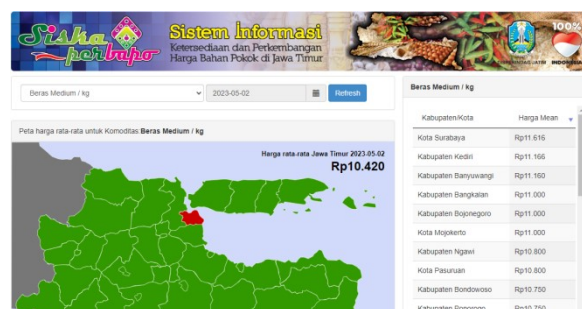 Siska perbapo
Sistem Informasi
Ketersediaan dan Perkembangan
Harga Bahan Pokok di Jawa Timur
100%
INDONESIA
Beras Medium / kg
2023-05-02
Refresh
Peta harga rata-rata untuk Komoditas Beras Medium / kg
Harga rata-rata Jawa Timur 2023-05-02
Rp10.420
Beras Medium / kg
Kabupaten/Kota Harga Mean
Kota Surabaya Rp11.616
Kabupaten Kediri Rp11.166
Kabupaten Banyuwangi Rp11.160
Kabupaten Bangkalan Rp11.000
Kabupaten Bojonegoro Rp11.000
Kota Mojokerto Rp11.000
Kabupaten Ngawi Rp10.800
Kota Pasuruan Rp10.800
Kabupaten Bondowoso Rp10.750
Kabupaten Ponorogo Rp10.750